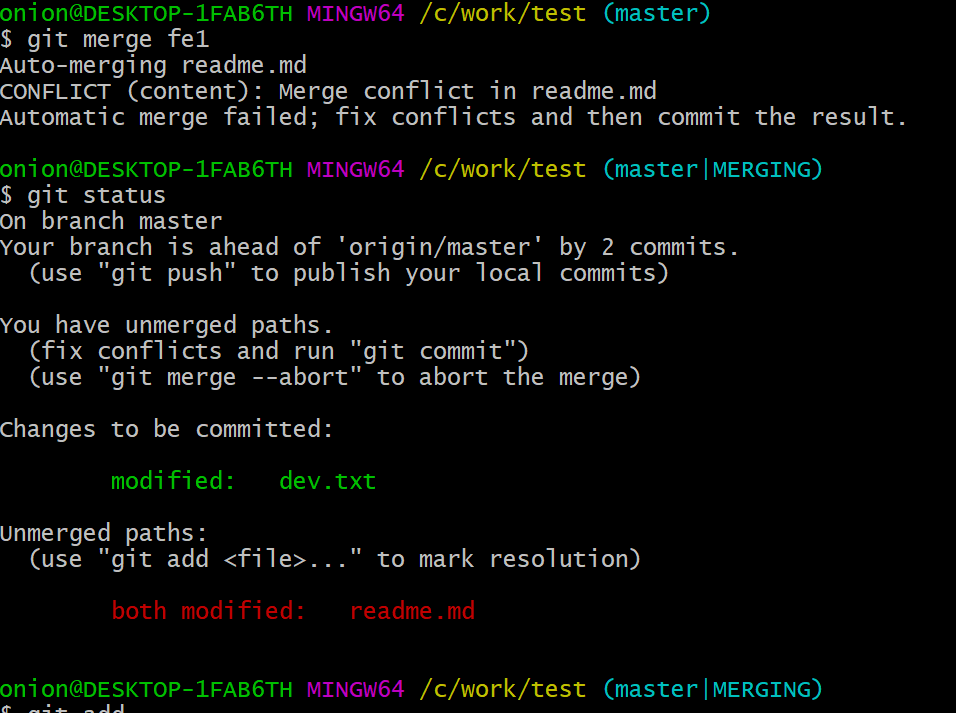 onion@DESKTOP-1FAB6TH MINGW64 /c/work/test (master)
$ git merge fe1
Auto-merging readme.md
CONFLICT (content): Merge conflict in readme.md
Automatic merge failed; fix conflicts and then commit the result.
onion@DESKTOP-1FAB6TH MINGW64 /c/work/test (master|MERGING)
$ git status
On branch master
Your branch is ahead of 'origin/master' by 2 commits.
  (use "git push" to publish your local commits)
You have unmerged paths.
  (fix conflicts and run "git commit")
  (use "git merge --abort" to abort the merge)
Changes to be committed:
        modified:   dev.txt
Unmerged paths:
  (use "git add <file>..." to mark resolution)
        both modified:   readme.md
onion@DESKTOP-1FAB6TH MINGW64 /c/work/test (master|MERGING)
$ git add